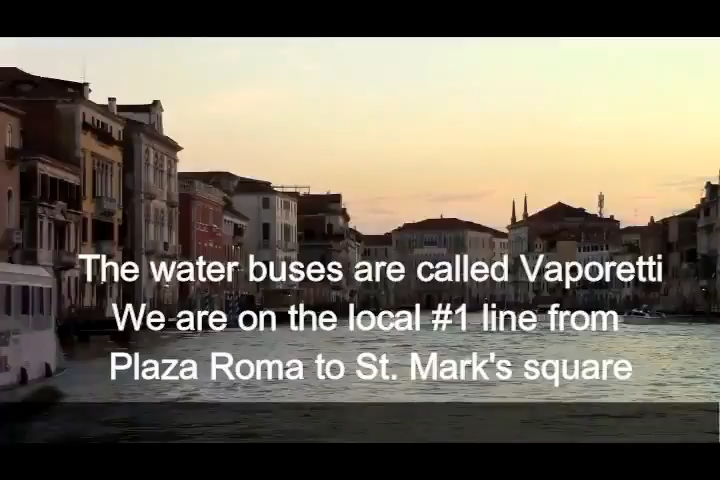 The water buses are called Vaporetti
We are on the local #1 line from
Plaza Roma to St. Mark's square